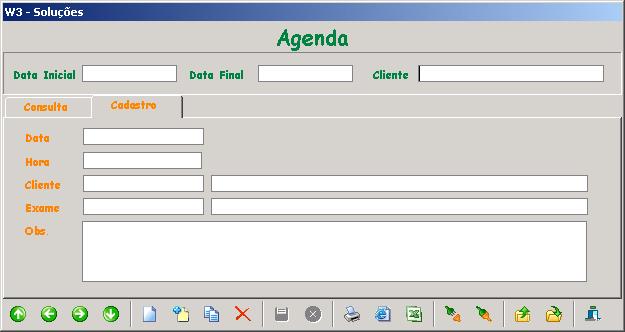 W3 - Soluções
Agenda
Data Inicial Data Final Cliente
Consulta Cadastro
Data
Hora
Cliente
Exame
Obs.